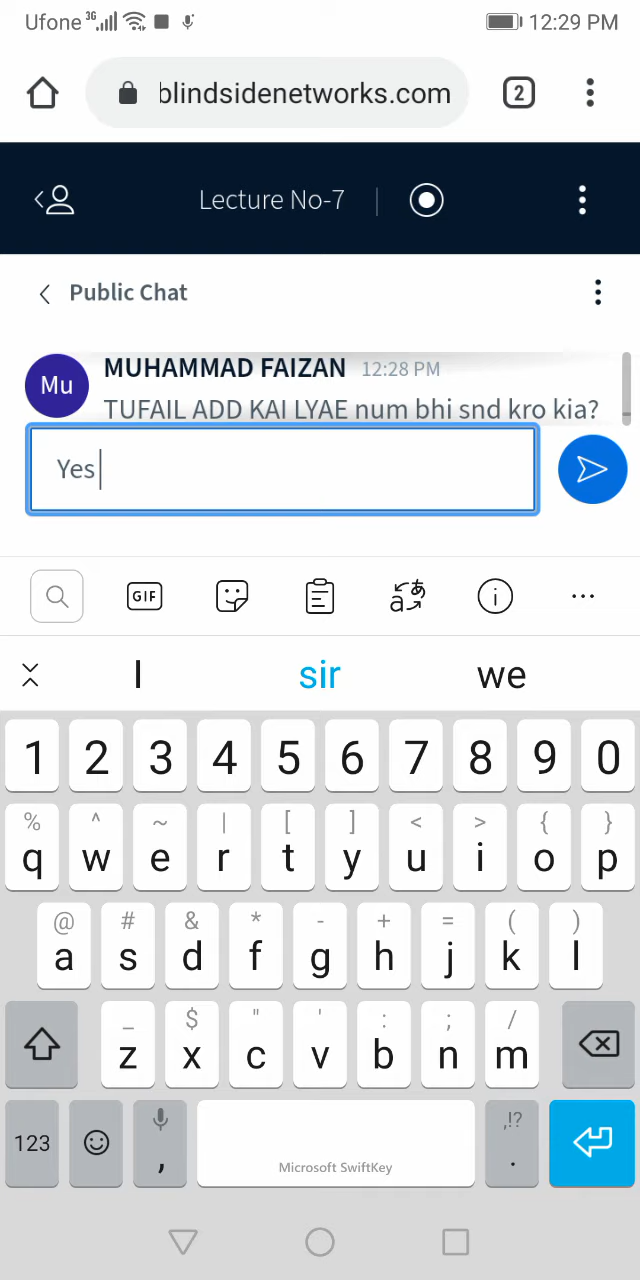 Ufone 3G 12:29 PM
blindsidenetworks.com 2
Lecture No-7
Public Chat
Mu MUHAMMAD FAIZAN 12:28 PM
TUFAIL ADD KAI LYAE num bhi snd kro kia?
Yes
GIF
I sir we
1 2 3 4 5 6 7 8 9 0
% ^ ~ | [ ] < > { }
q w e r t y u i o p
@ # & * - + = ( )
a s d f g h j k l
_ $ " ' : ; /
z x c v b n m
123 , Microsoft SwiftKey ,!? .